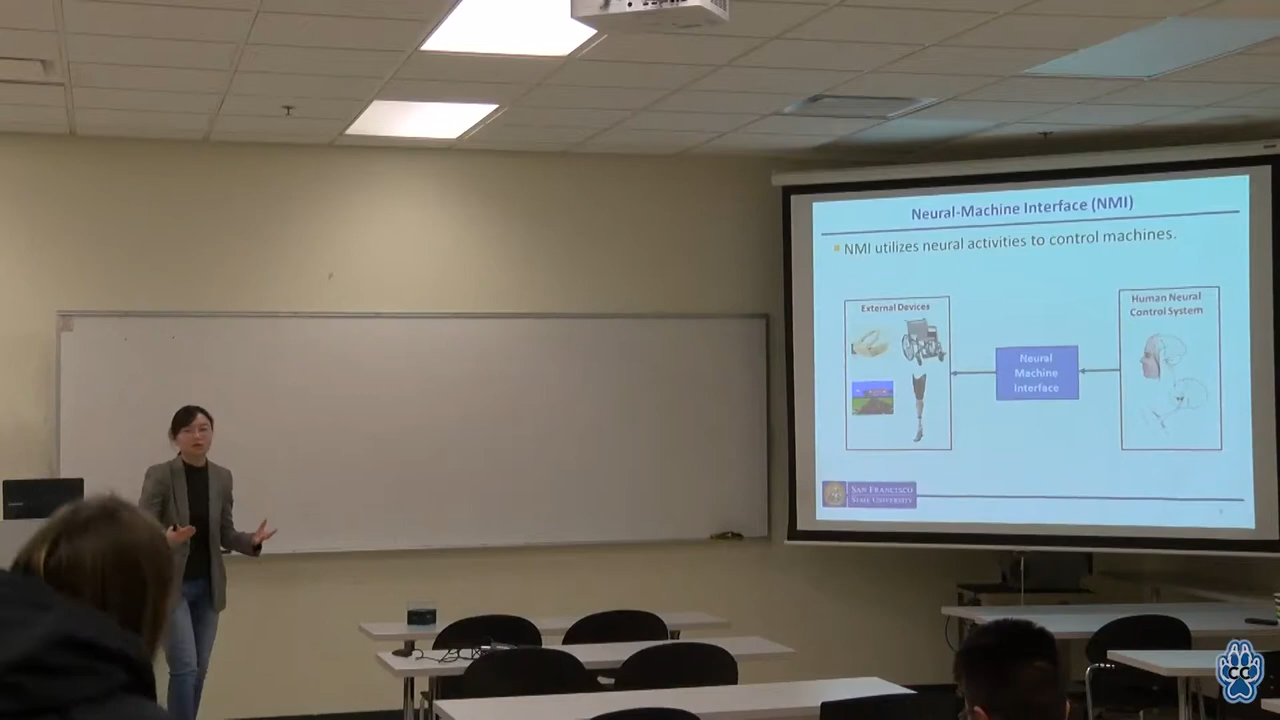 Neural-Machine Interface (NMI)
NMI utilizes neural activities to control machines.
External Devices
Neural
Machine
Interface
Human Neural
Control System
SAN FRANCISCO
STATE UNIVERSITY
CC